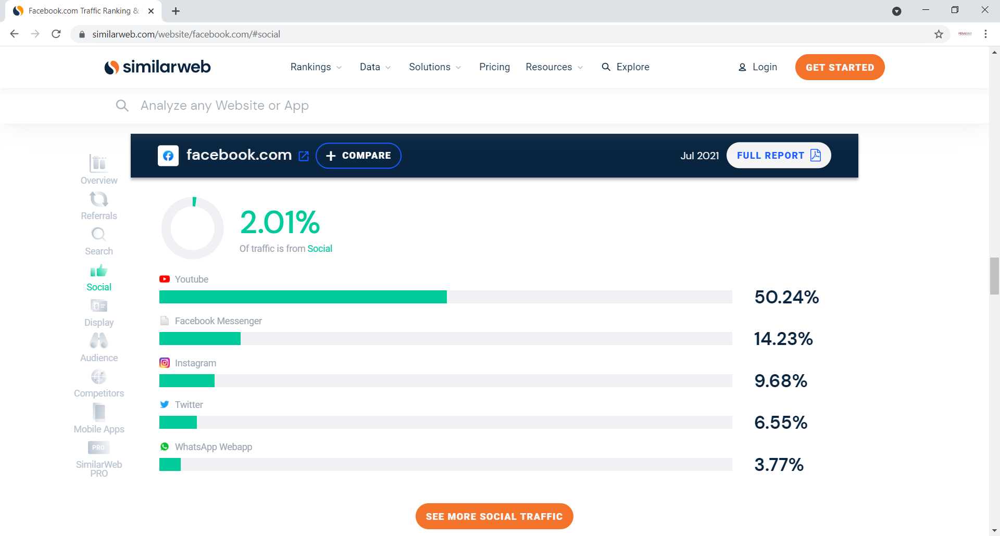 Facebook.com Traffic Ranking &
similarweb.com/website/facebook.com/#social
similarweb
Rankings
Data
Solutions
Pricing
Resources
Explore
Login
GET STARTED
Analyze any Website or App
facebook.com
+ COMPARE
Jul 2021
FULL REPORT
Overview
Referrals
Search
Social
Display
Audience
Competitors
Mobile Apps
PRO
SimilarWeb
PRO
2.01%
Of traffic is from Social
Youtube
50.24%
Facebook Messenger
14.23%
Instagram
9.68%
Twitter
6.55%
WhatsApp Webapp
3.77%
SEE MORE SOCIAL TRAFFIC